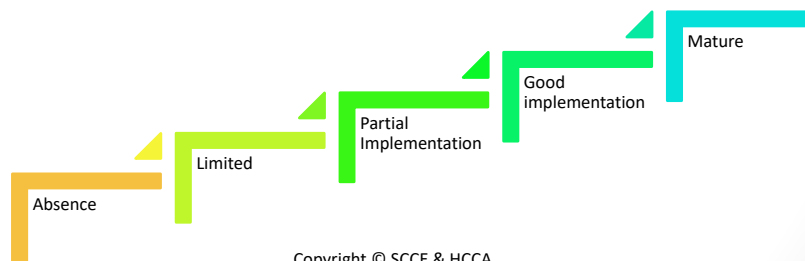 Absence
Limited
Partial
Implementation
Good
implementation
Mature
Copyright © SCCE & HCCA